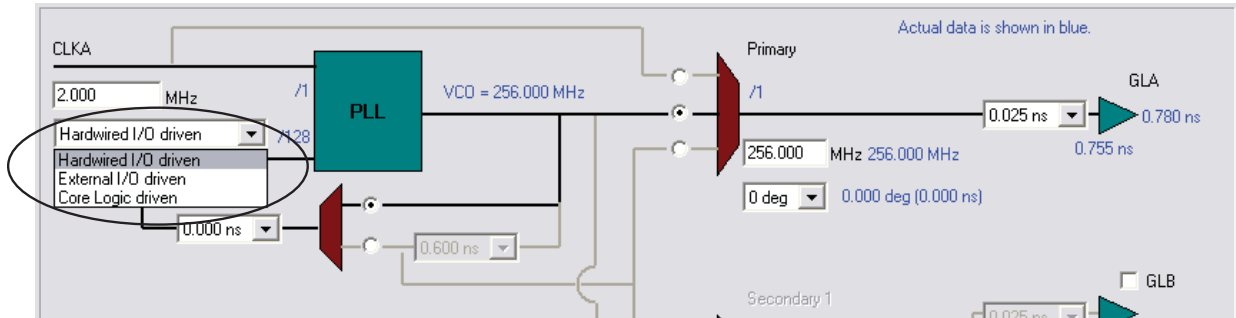 Actual data is shown in blue.
CLKA
Primary
2.000 MHz
/1
PLL
VCO = 256.000 MHz
/1
GLA
Hardwired I/O driven
/128
0.025 ns
0.780 ns
Hardwired I/O driven
External I/O driven
Core Logic driven
256.000 MHz 256.000 MHz
0.755 ns
0 deg
0.000 deg (0.000 ns)
0.000 ns
0.600 ns
Secondary 1
GLB
0.025 ns